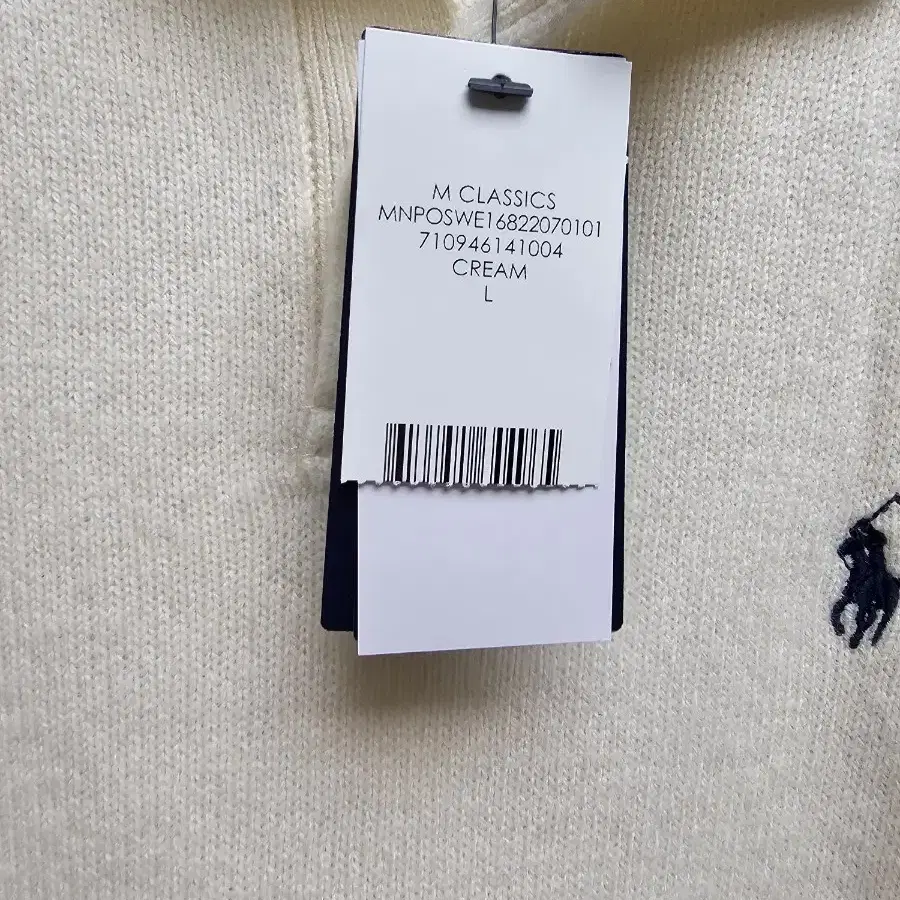 M CLASSICS
MNPOSWE16822070101
710946141004
CREAM
L